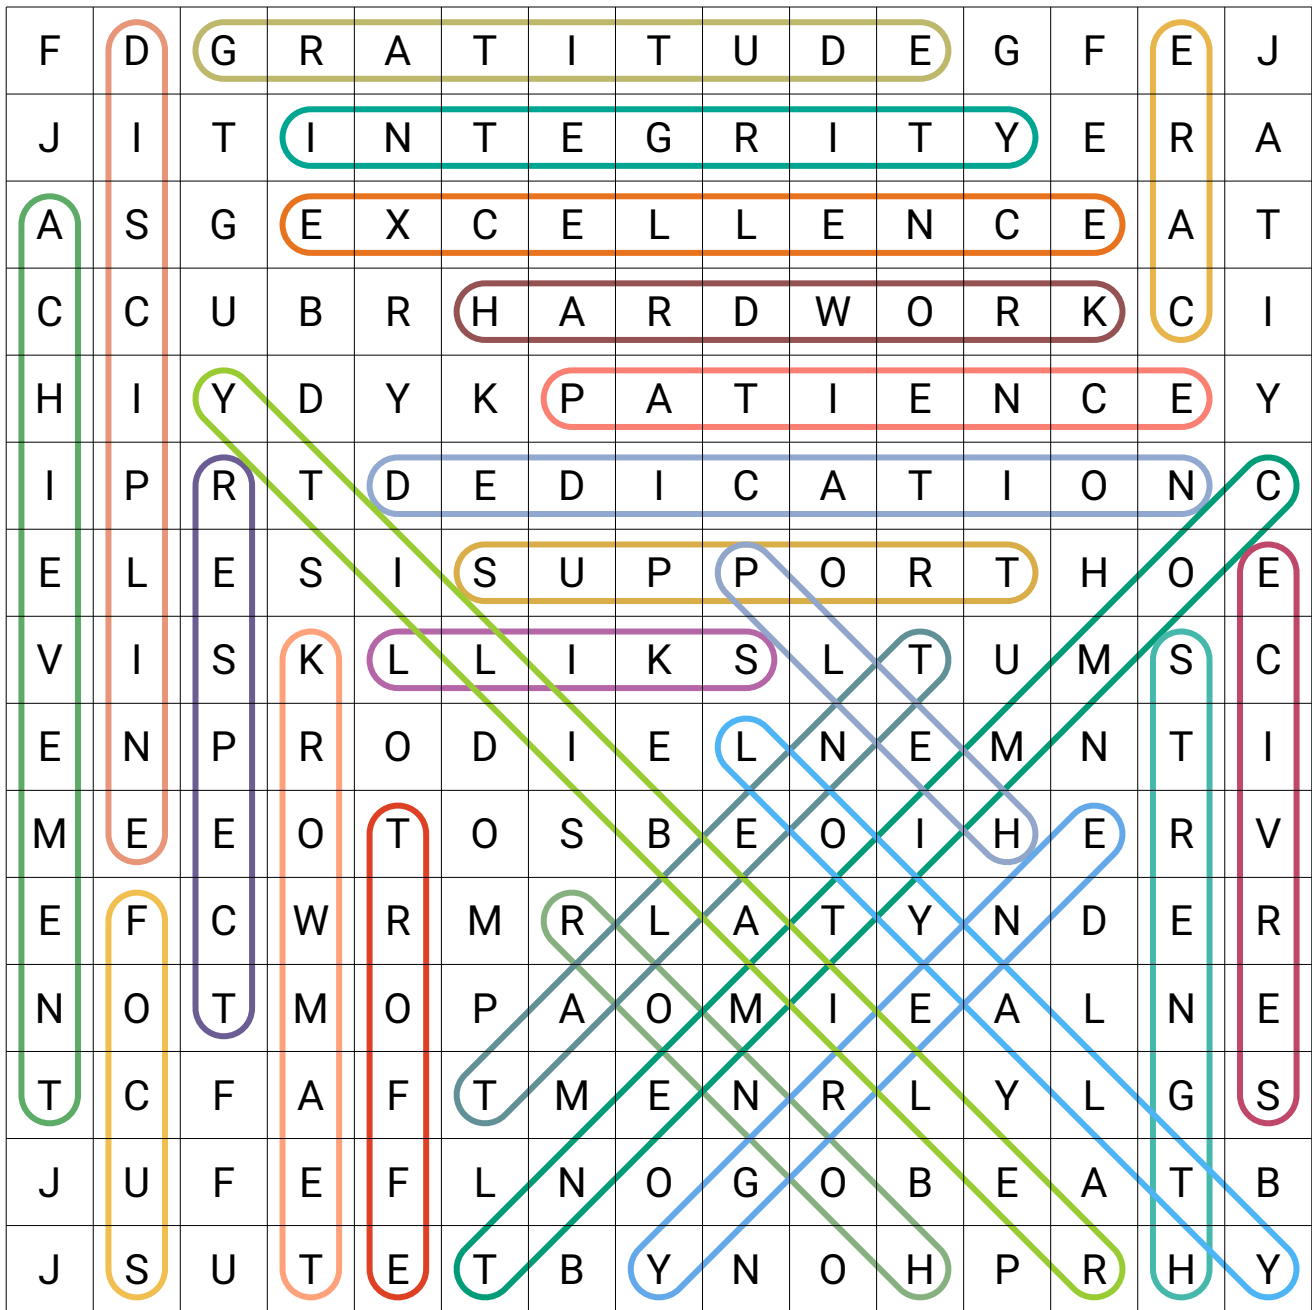 F D G R A T I T U D E G F E J
J I T I N T E G R I T Y E R A
A S G E X C E L L E N C E A T
C C U B R H A R D W O R K C I
H I Y D Y K P A T I E N C E Y
I P R T D E D I C A T I O N C
E L E S I S U P P O R T H O E
V I S K L L I K S L T U M S C
E N P R O D I E L N E M N T I
M E E O T O S B E O I H E R V
E F C W R M R L A T Y N D E R
N O T M O P A O M I E A L N E
T C F A F T M E N R L Y L G S
J U F E F L N O G O B E A T B
J S U T E T B Y N O H P R H Y